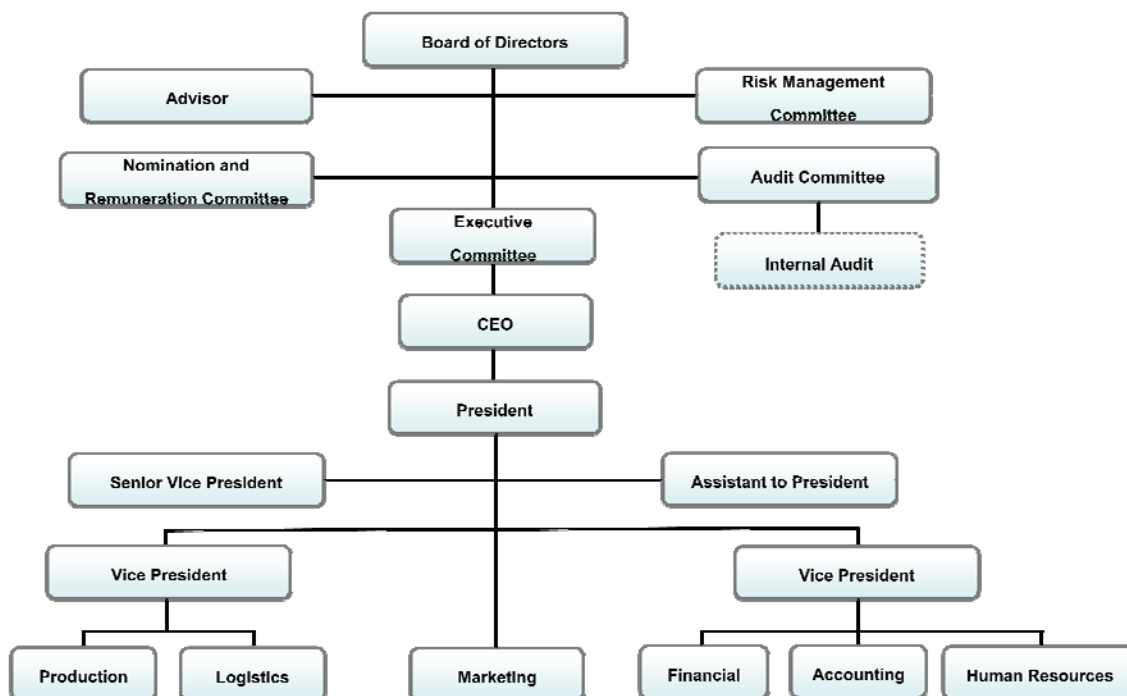 Board of Directors
Advisor
Risk Management
Committee
Nomination and
Remuneration Committee
Audit Committee
Executive
Committee
Internal Audit
CEO
President
Senior Vice President
Assistant to President
Vice President
Vice President
Production
Logistics
Marketing
Financial
Accounting
Human Resources